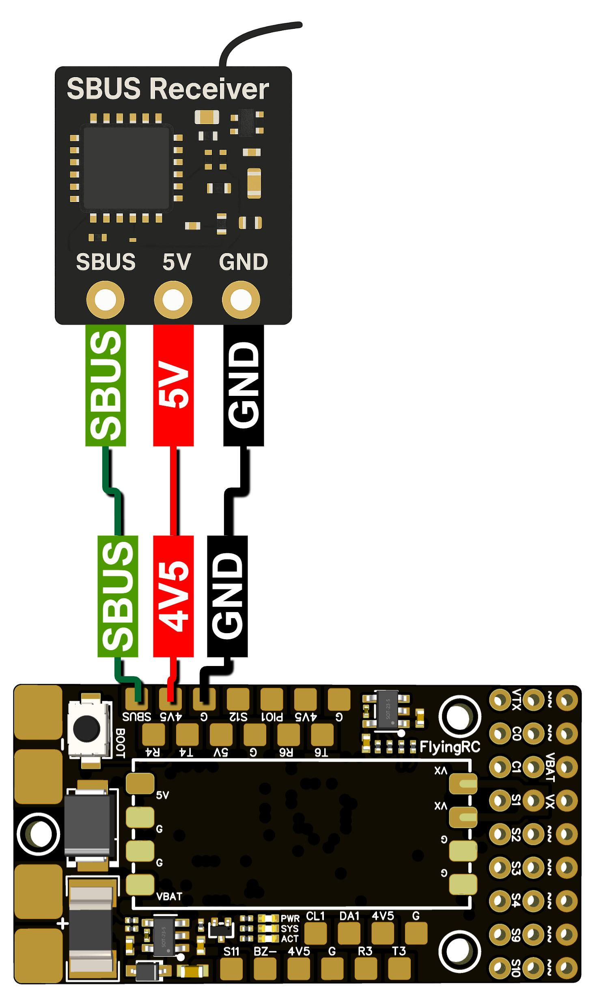 SBUS Receiver
SBUS 5V GND
SBUS 5V GND
SBUS 4V5 GND
SBUS 4V5 G S12 PIO1 4V5 G
R4 T4 5V G R6 T6
BOOT
SOT-23-5
FlyingRC
-
+
5V
G
G
VBAT
VX
VX
G
G
VTX ~~
C0 ~~
C1 VBAT
S1 VX
S2 ~~
S3 ~~
S4 ~~
S9 ~~
S10 ~~
SOT-23-5
PWR
SYS
ACT
CL1 DA1 4V5 G
S11 BZ- 4V5 G R3 T3